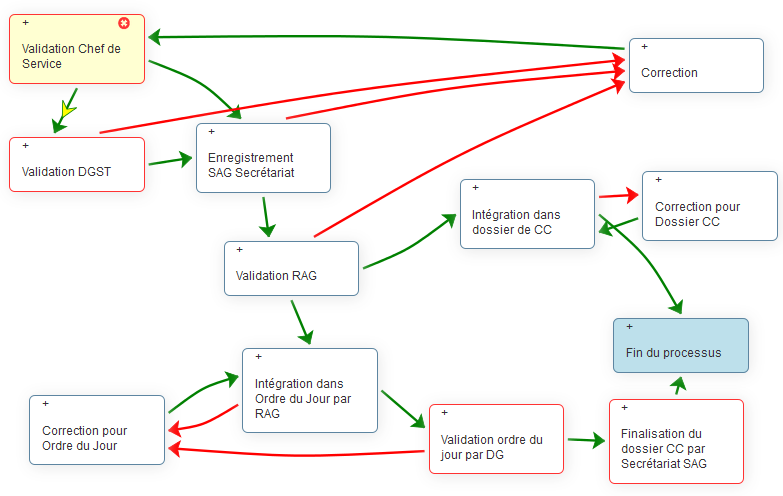 +
Validation Chef de
Service
+
Correction
+
Validation DGST
+
Enregistrement
SAG Secrétariat
+
Intégration dans
dossier de CC
+
Correction pour
Dossier CC
+
Validation RAG
+
Fin du processus
+
Intégration dans
Ordre du Jour par
RAG
+
Correction pour
Ordre du Jour
+
Validation ordre du
jour par DG
+
Finalisation du
dossier CC par
Secrétariat SAG